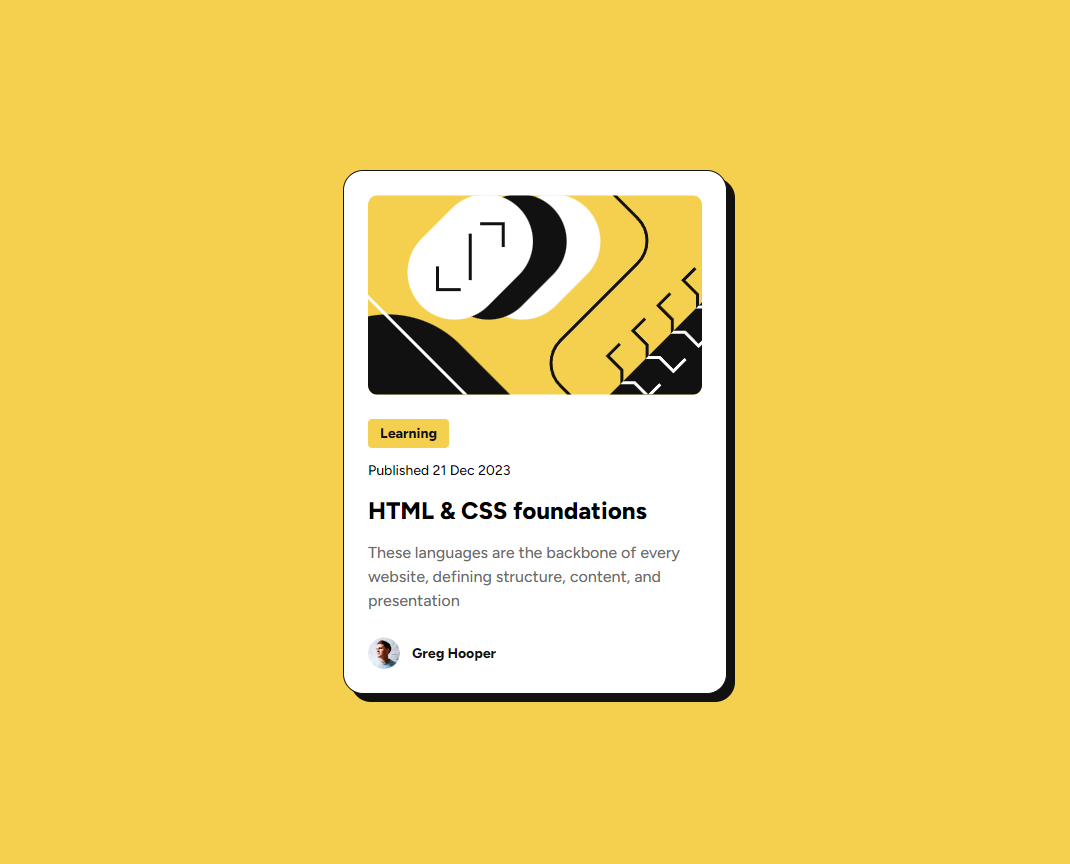 Learning
Published 21 Dec 2023
HTML & CSS foundations
These languages are the backbone of every
website, defining structure, content, and
presentation
Greg Hooper